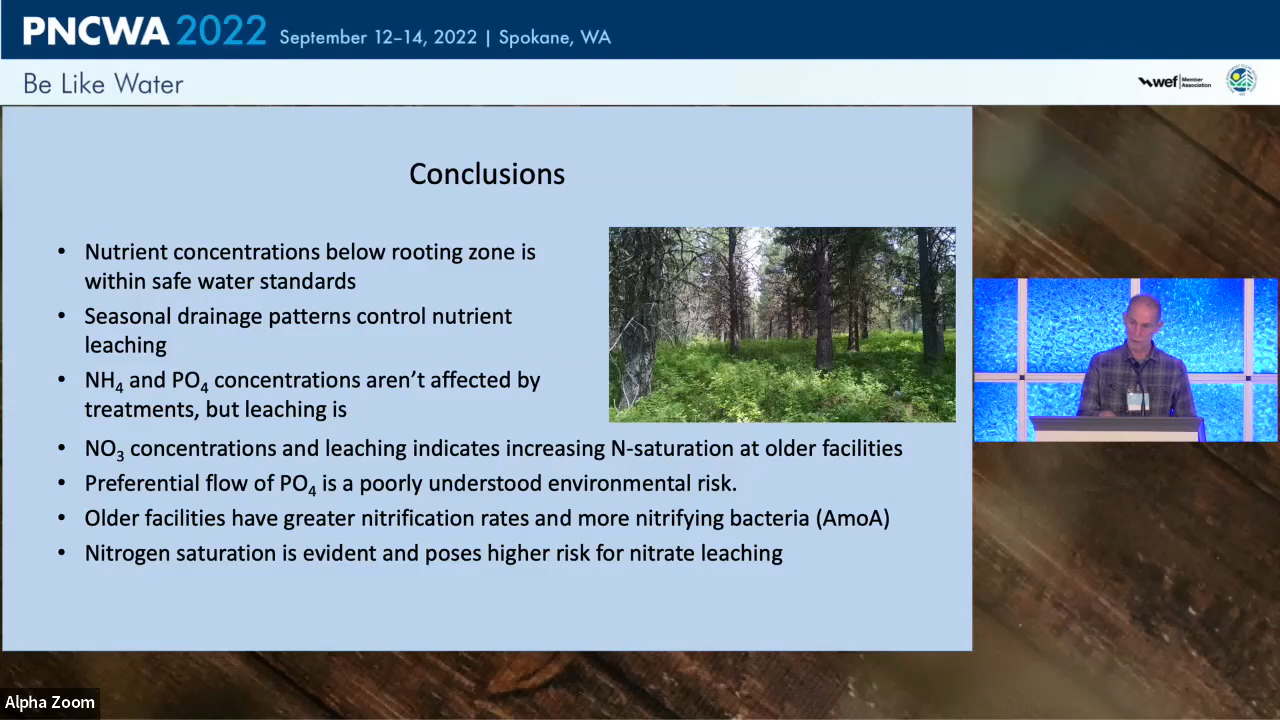 PNCWA 2022 September 12–14, 2022 | Spokane, WA
Be Like Water
wef Member Association
Conclusions
• Nutrient concentrations below rooting zone is
within safe water standards
• Seasonal drainage patterns control nutrient
leaching
• NH4 and PO4 concentrations aren’t affected by
treatments, but leaching is
• NO3 concentrations and leaching indicates increasing N-saturation at older facilities
• Preferential flow of PO4 is a poorly understood environmental risk.
• Older facilities have greater nitrification rates and more nitrifying bacteria (AmoA)
• Nitrogen saturation is evident and poses higher risk for nitrate leaching
Alpha Zoom